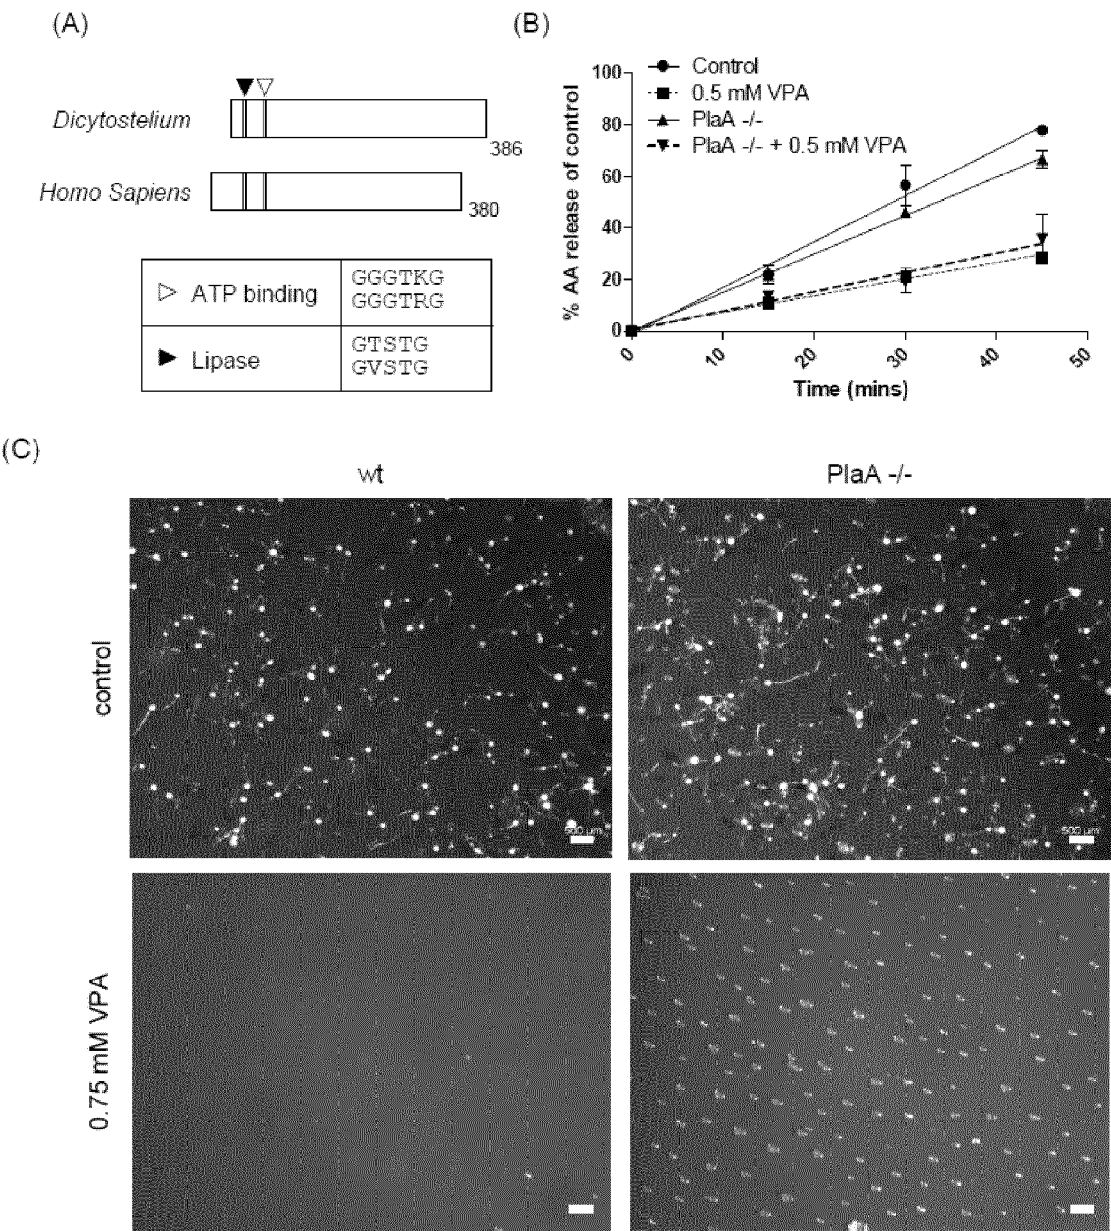 (A)
Dicytostelium
386
Homo Sapiens
380
ATP binding
GGGTKG
GGGTRG
Lipase
GTSTG
GVSTG
(B)
Control
0.5 mM VPA
PlaA -/-
PlaA -/- + 0.5 mM VPA
% AA release of control
100
80
60
40
20
0
0
10
20
30
40
50
Time (mins)
(C)
wt
PlaA -/-
control
500 µm
500 µm
0.75 mM VPA